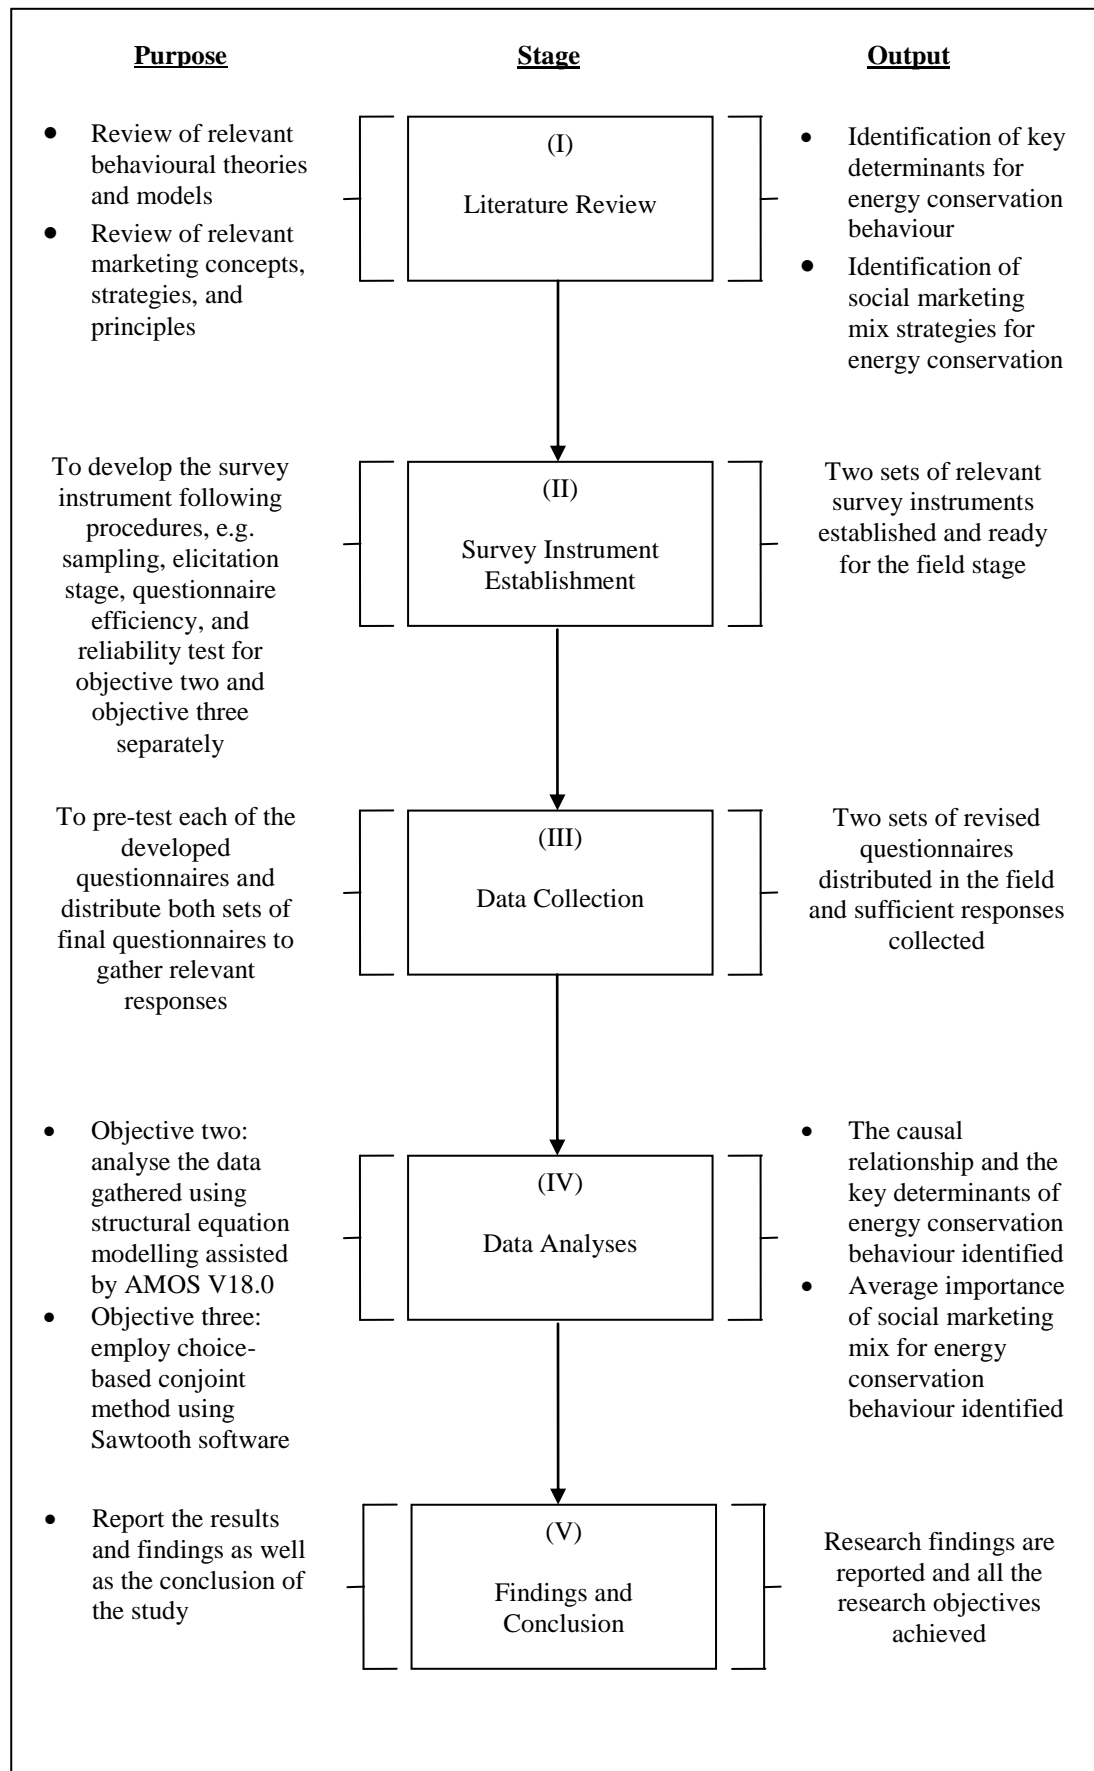 Purpose
Stage
Output
• Review of relevant
behavioural theories
and models
• Review of relevant
marketing concepts,
strategies, and
principles
(I)
Literature Review
• Identification of key
determinants for
energy conservation
behaviour
• Identification of
social marketing
mix strategies for
energy conservation
To develop the survey
instrument following
procedures, e.g.
sampling, elicitation
stage, questionnaire
efficiency, and
reliability test for
objective two and
objective three
separately
(II)
Survey Instrument
Establishment
Two sets of relevant
survey instruments
established and ready
for the field stage
To pre-test each of the
developed
questionnaires and
distribute both sets of
final questionnaires to
gather relevant
responses
(III)
Data Collection
Two sets of revised
questionnaires
distributed in the field
and sufficient responses
collected
• Objective two:
analyse the data
gathered using
structural equation
modelling assisted
by AMOS V18.0
• Objective three:
employ choice-
based conjoint
method using
Sawtooth software
(IV)
Data Analyses
• The causal
relationship and the
key determinants of
energy conservation
behaviour identified
• Average importance
of social marketing
mix for energy
conservation
behaviour identified
• Report the results
and findings as well
as the conclusion of
the study
(V)
Findings and
Conclusion
Research findings are
reported and all the
research objectives
achieved